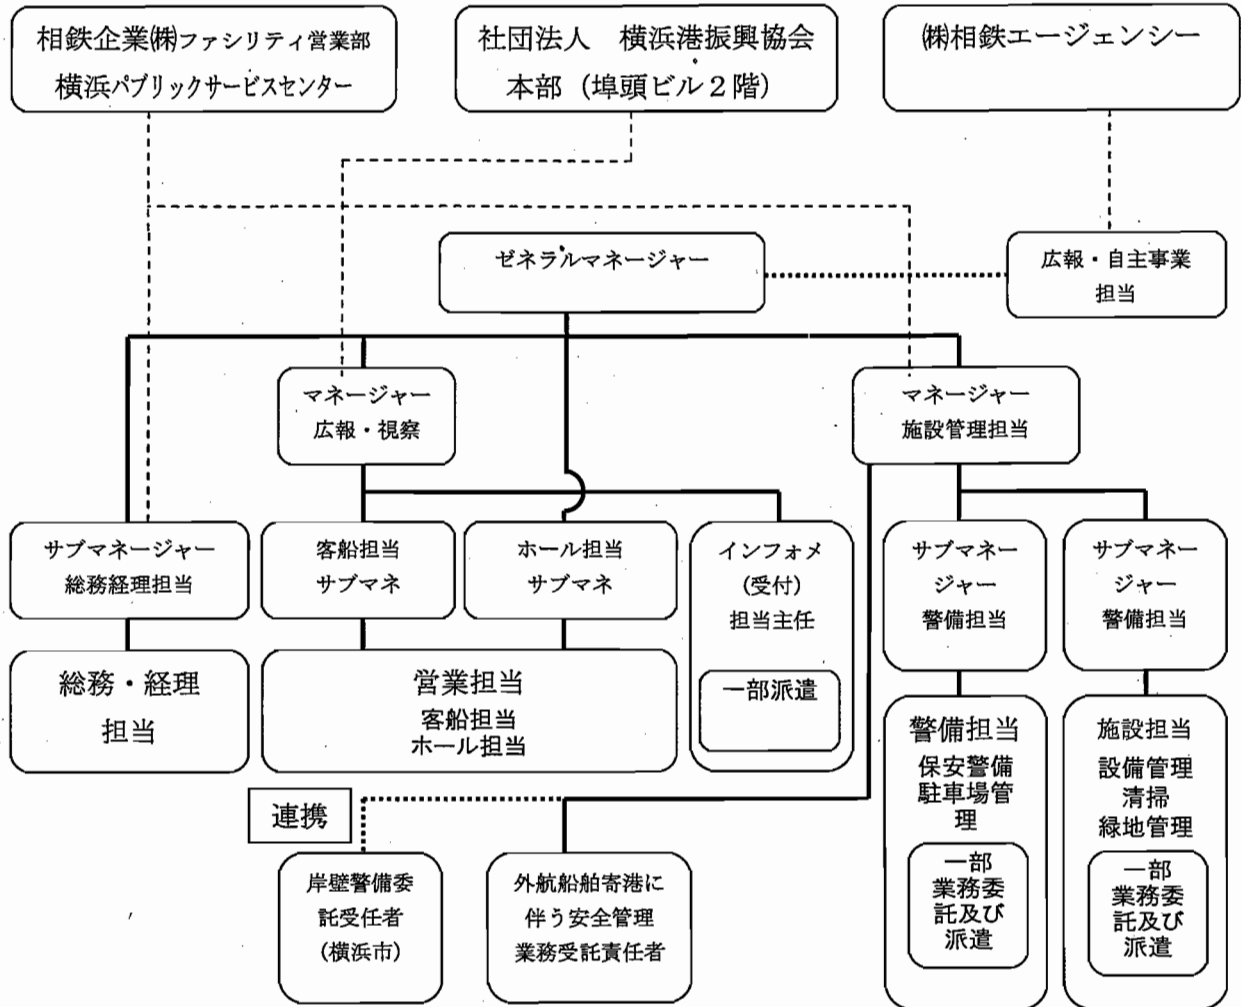 相鉄企業㈱ファシリティ営業部
横浜パブリックサービスセンター
社団法人　横浜港振興協会
本部（埠頭ビル２階）
㈱相鉄エージェンシー
ゼネラルマネージャー
広報・自主事業
担当
マネージャー
広報・視察
マネージャー
施設管理担当
サブマネージャー
総務経理担当
客船担当
サブマネ
ホール担当
サブマネ
インフォメ
(受付)
担当主任
一部派遣
サブマネー
ジャー
警備担当
サブマネー
ジャー
警備担当
総務・経理
担当
営業担当
客船担当
ホール担当
警備担当
保安警備
駐車場管
理
一部
業務委
託及び
派遣
施設担当
設備管理
清掃
緑地管理
一部
業務委
託及び
派遣
連携
岸壁警備委
託受任者
(横浜市)
外航船舶寄港に
伴う安全管理
業務受託責任者